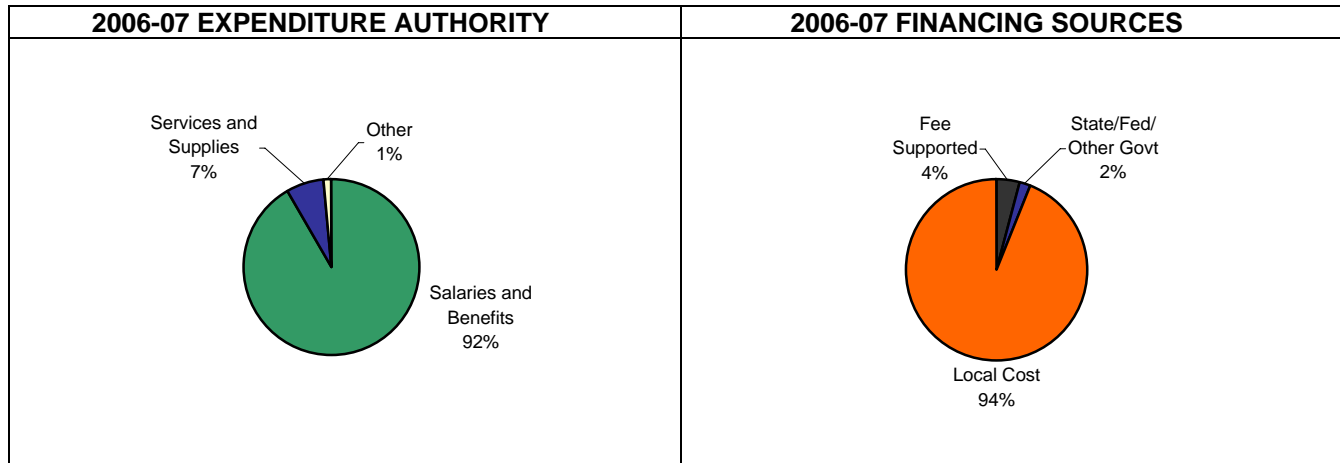 2006-07 EXPENDITURE AUTHORITY
Services and
Supplies
7%
Other
1%
Salaries and
Benefits
92%
2006-07 FINANCING SOURCES
Fee
Supported
4%
State/Fed/
Other Govt
2%
Local Cost
94%